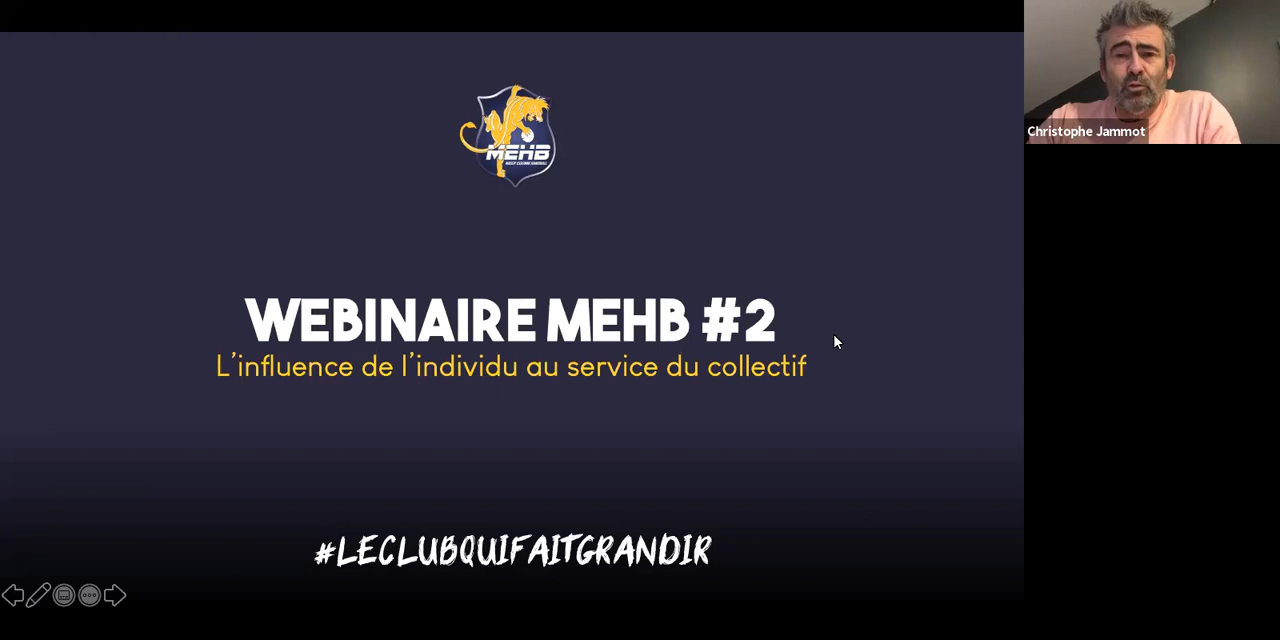 MEHB
Christophe Jammot
WEBINAIRE MEHB #2
L'influence de l'individu au service du collectif
#LECLUBQUIFAITGRANDIR